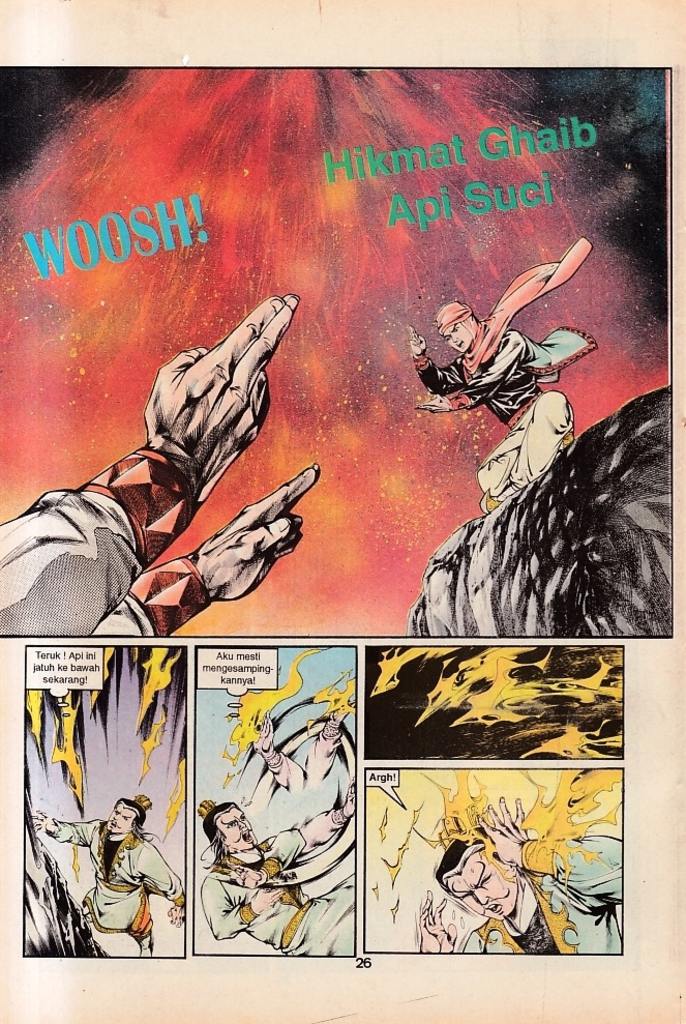 WOOSH!
Hikmat Ghaib
Api Suci
Teruk ! Api ini
jatuh ke bawah
sekarang!
Aku mesti
mengesamping-
kannya!
Argh!
26